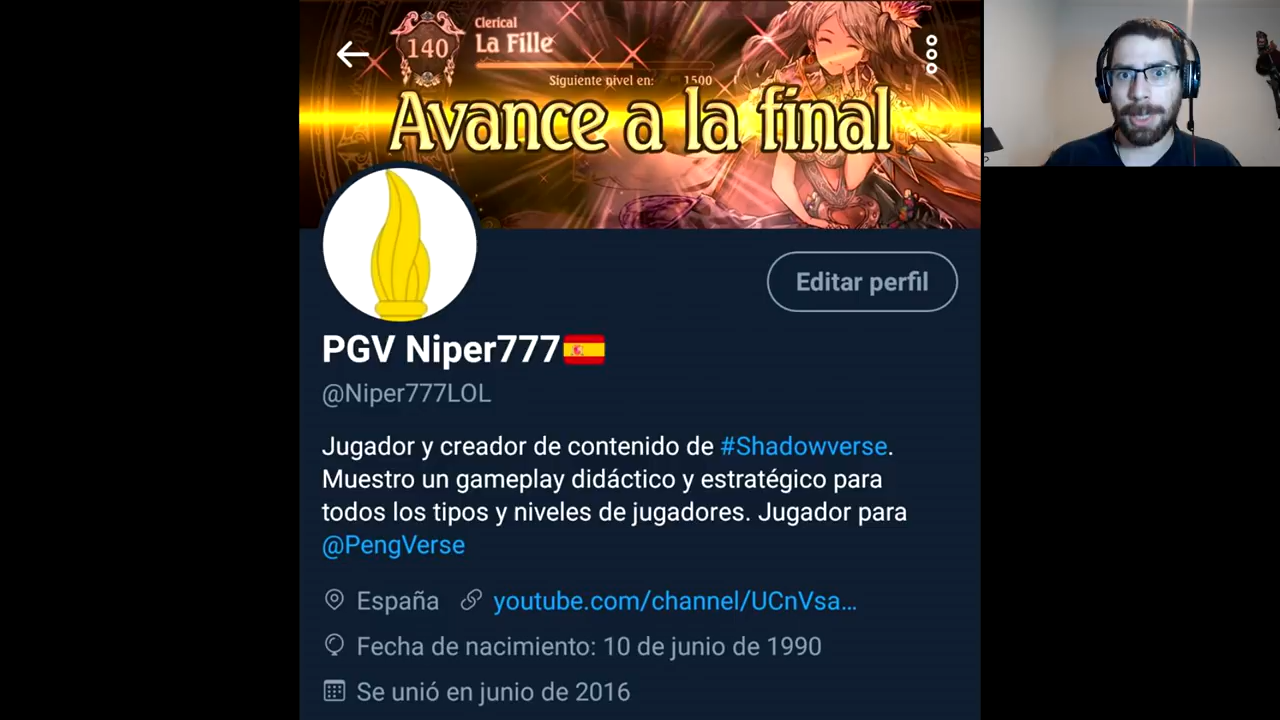 Clerical
140
La Fille
Siguiente nivel en: 1500
Avance a la final
Editar perfil
PGV Niper777
@Niper777LOL
Jugador y creador de contenido de #Shadowverse.
Muestro un gameplay didáctico y estratégico para
todos los tipos y niveles de jugadores. Jugador para
@PengVerse
España youtube.com/channel/UCnVsa...
Fecha de nacimiento: 10 de junio de 1990
Se unió en junio de 2016